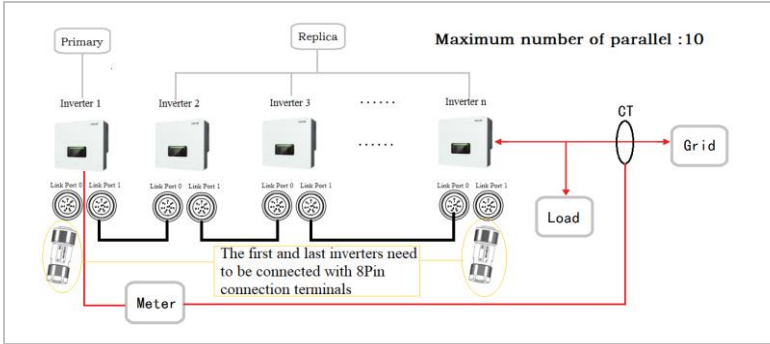 Primary
Replica
Maximum number of parallel :10
Inverter 1
Inverter 2
Inverter 3
......
Inverter n
......
CT
Grid
Load
Link Port 0
Link Port 1
Link Port 0
Link Port 1
Link Port 0
Link Port 1
Link Port 0
Link Port 1
The first and last inverters need
to be connected with 8Pin
connection terminals
Meter